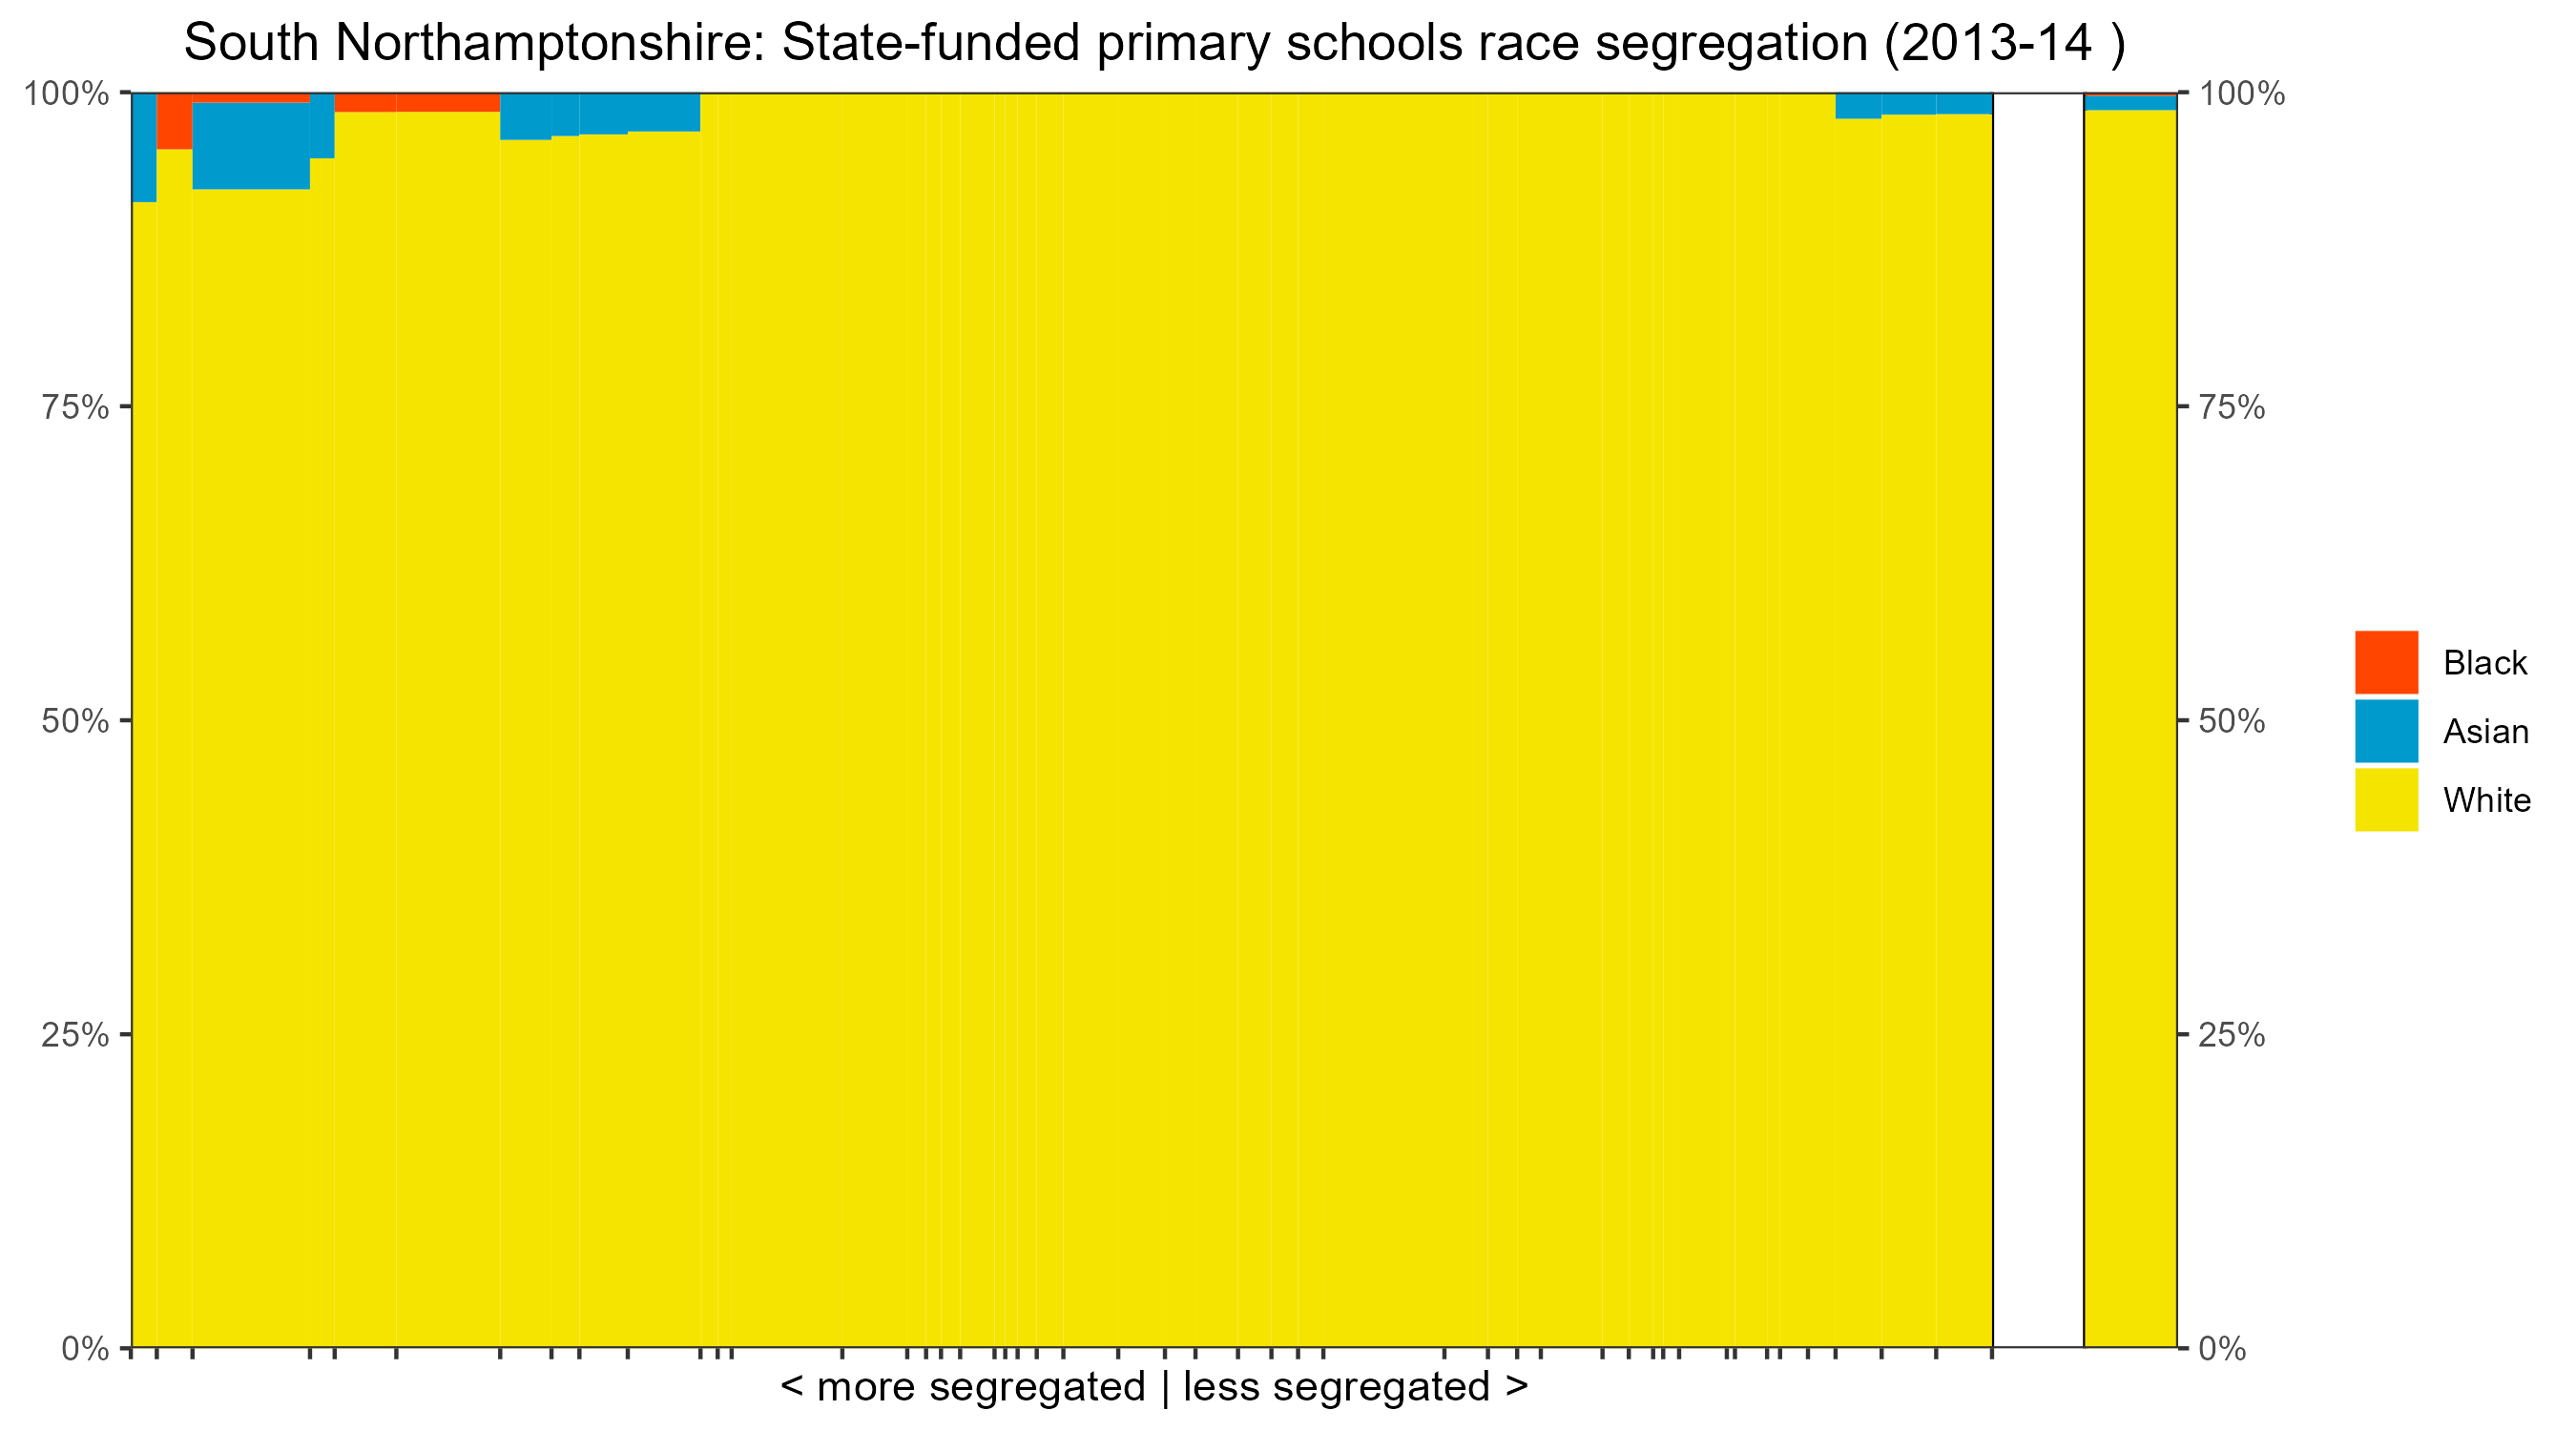 South Northamptonshire: State-funded primary schools race segregation (2013-14 )
100%
100%
75%
75%
50%
50%
25%
25%
0%
0%
Black
Asian
White
< more segregated | less segregated >